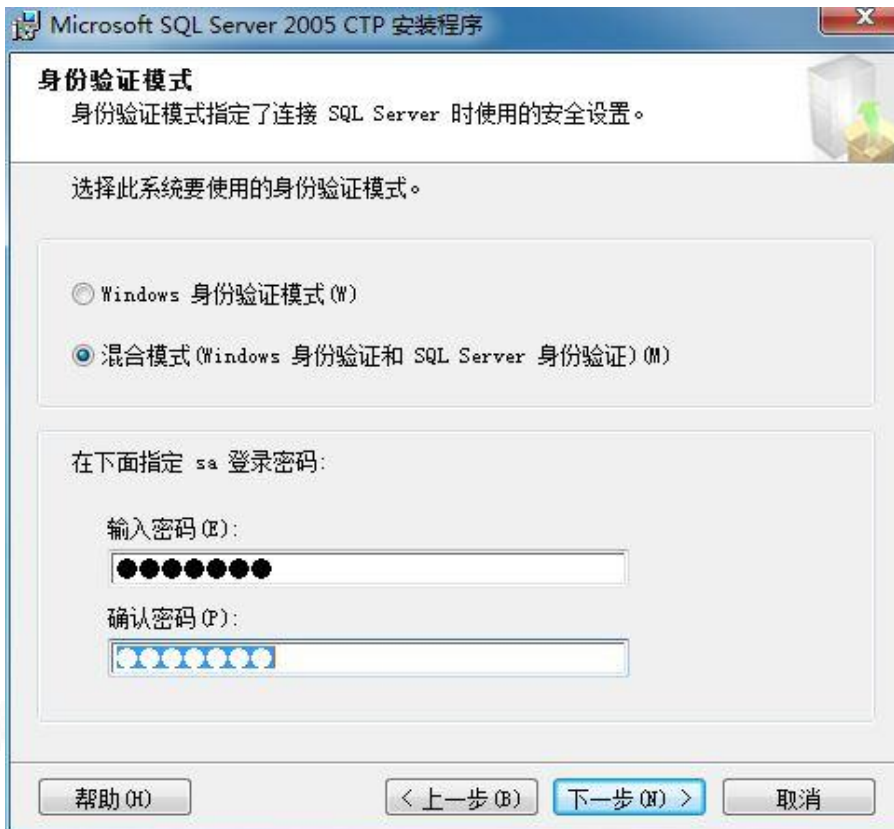 Microsoft SQL Server 2005 CTP 安装程序
身份验证模式
身份验证模式指定了连接 SQL Server 时使用的安全设置。
选择此系统要使用的身份验证模式。
Windows 身份验证模式(W)
混合模式(Windows 身份验证和 SQL Server 身份验证)(M)
在下面指定 sa 登录密码:
输入密码(E):
●●●●●●●
确认密码(P):
●●●●●●●
帮助(H) < 上一步(B) 下一步(N) > 取消